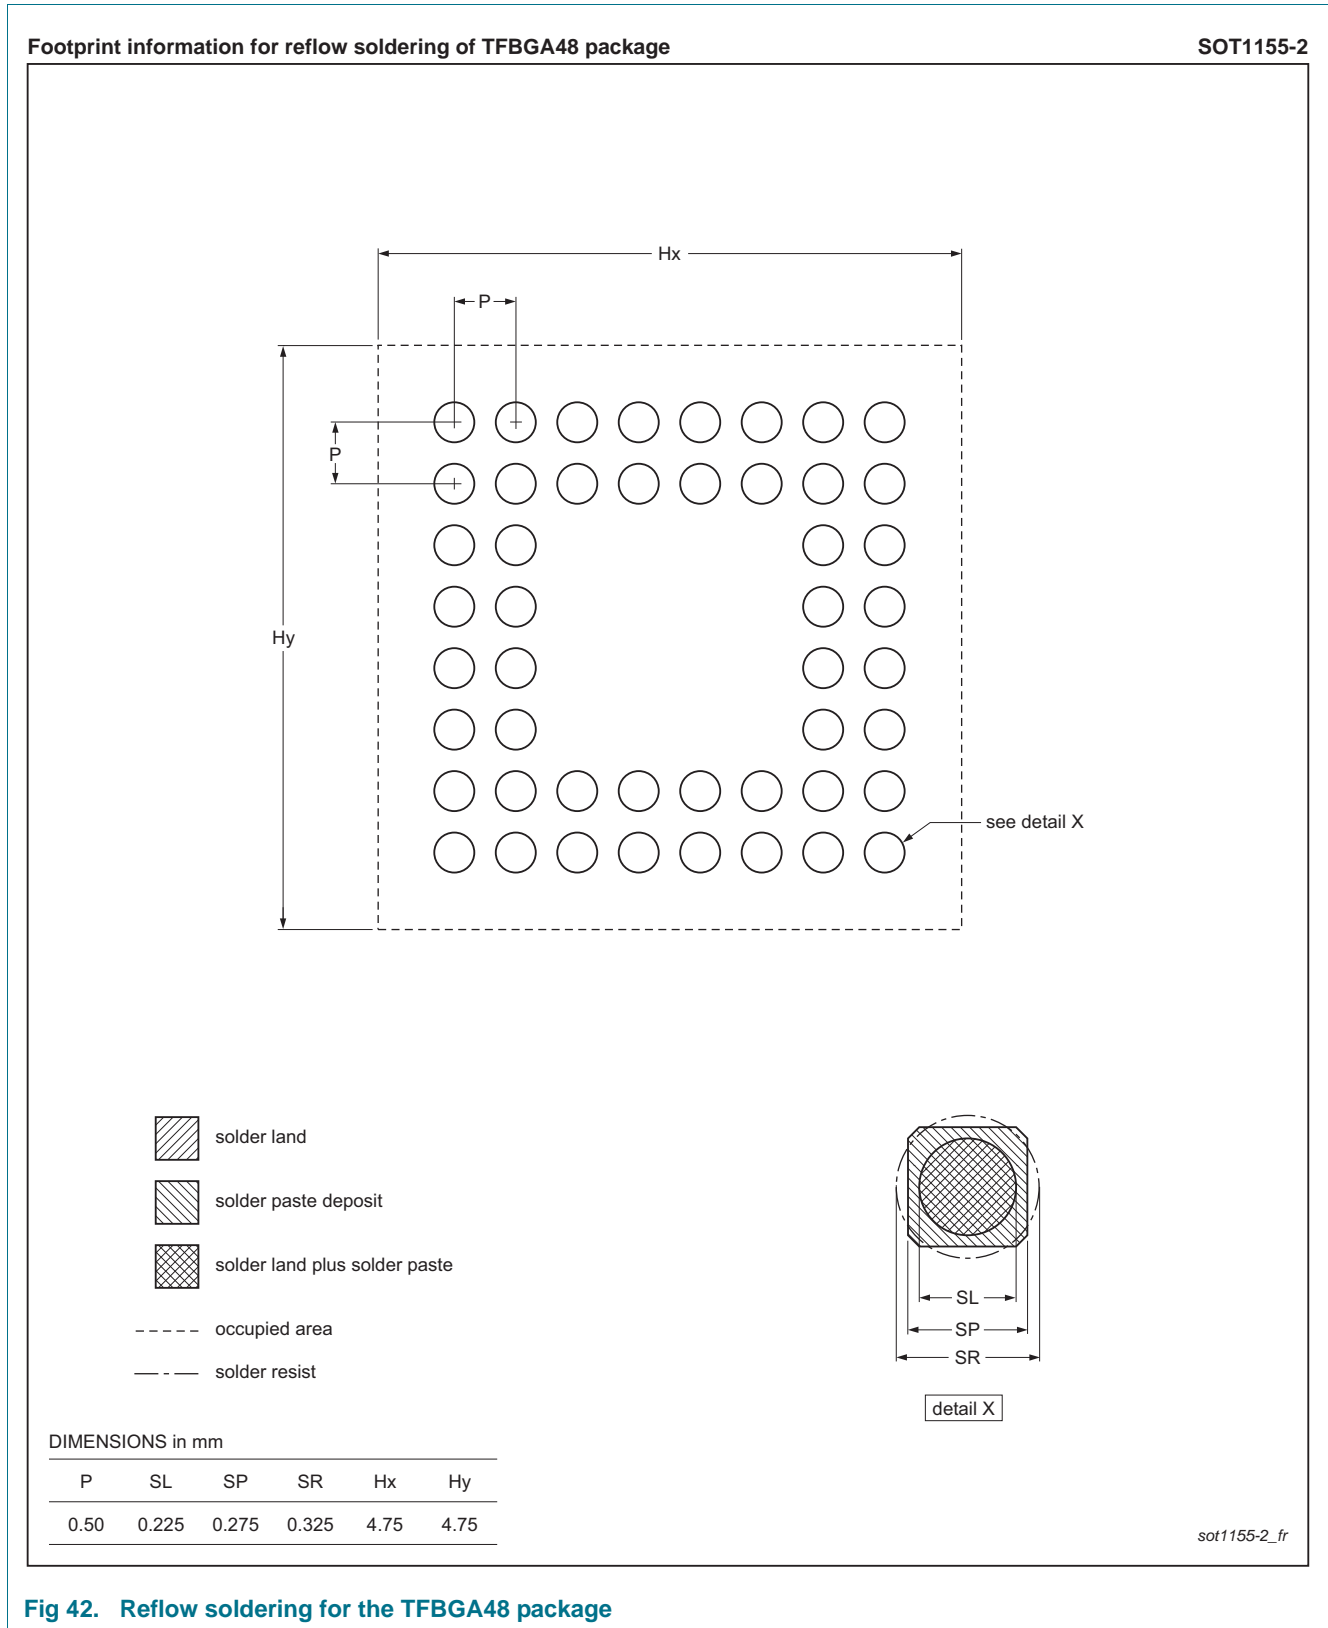 Footprint information for reflow soldering of TFBGA48 package SOT1155-2
Hx
P
P
Hy
see detail X
solder land
solder paste deposit
solder land plus solder paste
occupied area
solder resist
SL
SP
SR
detail X
DIMENSIONS in mm
P SL SP SR Hx Hy
0.50 0.225 0.275 0.325 4.75 4.75
sot1155-2_fr
Fig 42. Reflow soldering for the TFBGA48 package